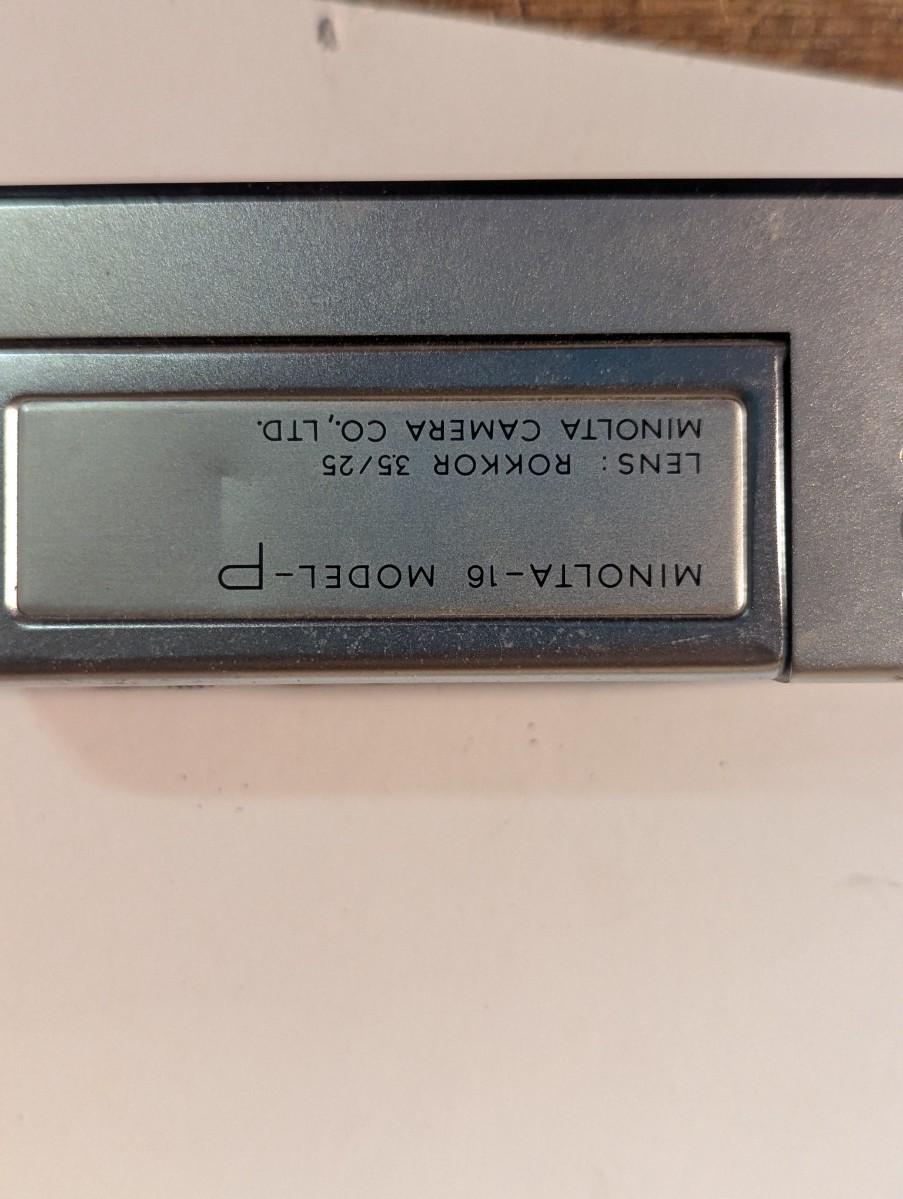 MINOLTA-16 MODEL-P
LENS: ROKKOR 3.5/25
MINOLTA CAMERA CO.,LTD.